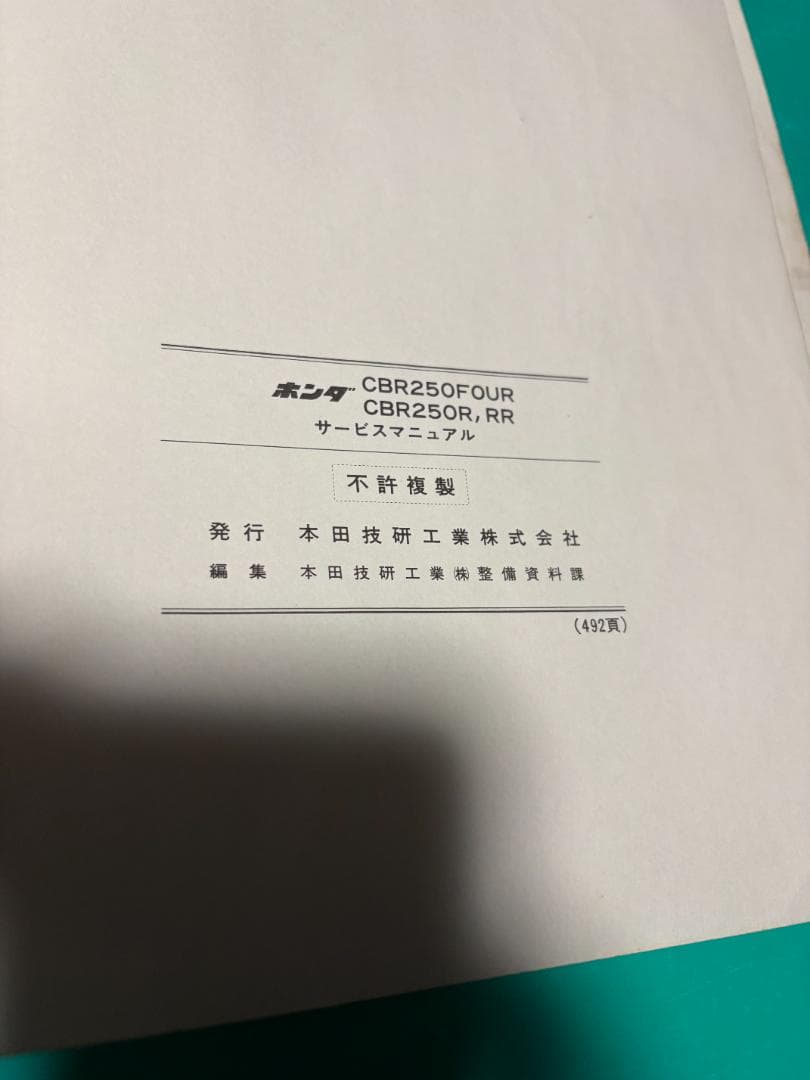 ホンダ CBR250FOUR
CBR250R, RR
サービスマニュアル
不許複製
発行 本田技研工業株式会社
編集 本田技研工業㈱整備資料課
(492頁)